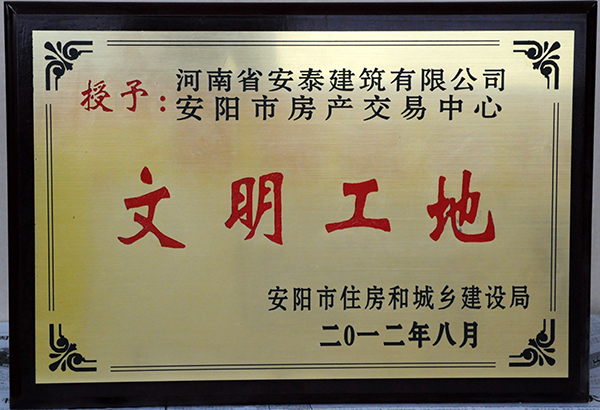 授予：河南省安泰建筑有限公司
安阳市房产交易中心
文明工地
安阳市住房和城乡建设局
二0一二年八月